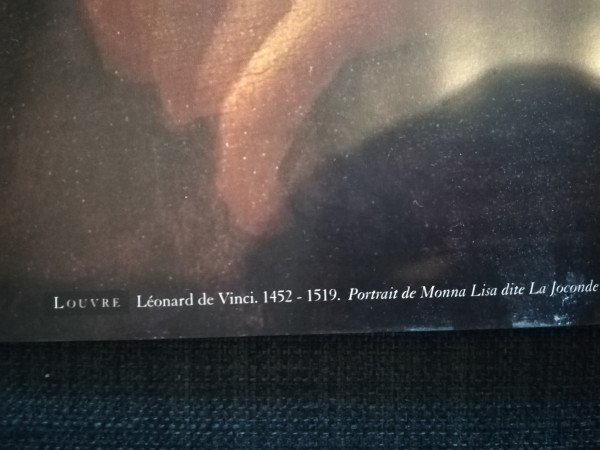 LOUVRE Léonard de Vinci. 1452 - 1519. Portrait de Monna Lisa dite La Joconde